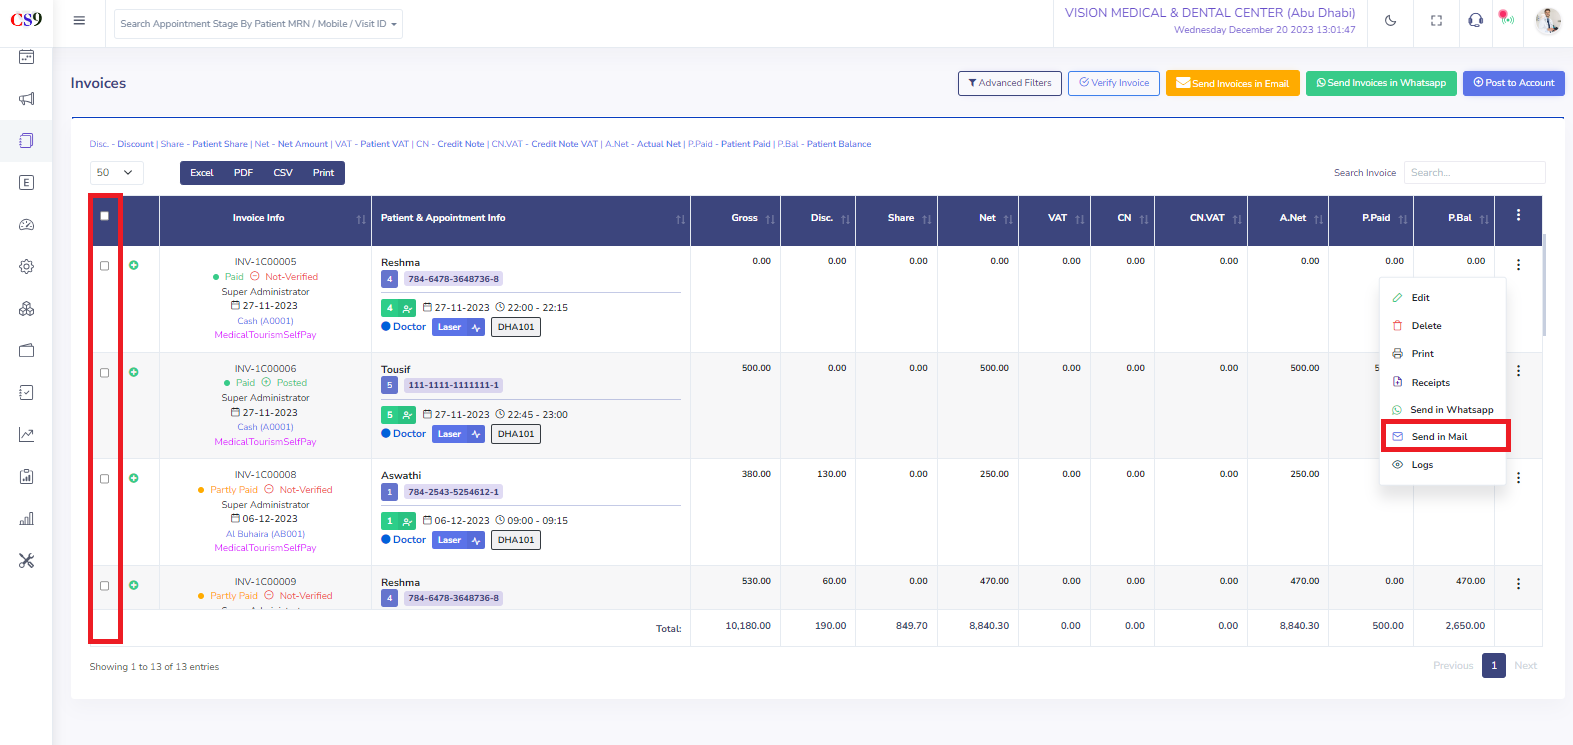 CS9
Search Appointment Stage By Patient MRN / Mobile / Visit ID
VISION MEDICAL & DENTAL CENTER (Abu Dhabi)
Wednesday December 20 2023 13:01:47
Invoices
Advanced Filters
Verify Invoice
Send Invoices in Email
Send Invoices in Whatsapp
Post to Account
Disc. - Discount | Share - Patient Share | Net - Net Amount | VAT - Patient VAT | CN - Credit Note | CN.VAT - Credit Note VAT | A.Net - Actual Net | P.Paid - Patient Paid | P.Bal - Patient Balance
50
Excel PDF CSV Print
Search Invoice Search...
Invoice Info Patient & Appointment Info Gross Disc. Share Net VAT CN CN.VAT A.Net P.Paid P.Bal
INV-1C00005
Paid Not-Verified
Super Administrator
27-11-2023
Cash (A0001)
MedicalTourismSelfPay
Reshma
4 784-6478-3648736-8
4 27-11-2023 22:00 - 22:15
Doctor Laser DHA101
0.00 0.00 0.00 0.00 0.00 0.00 0.00 0.00 0.00 0.00
Edit
Delete
Print
Receipts
Send in Whatsapp
Send in Mail
Logs
INV-1C00006
Paid Posted
Super Administrator
27-11-2023
Cash (A0001)
MedicalTourismSelfPay
Tousif
5 111-1111-1111111-1
5 27-11-2023 22:45 - 23:00
Doctor Laser DHA101
500.00 0.00 0.00 500.00 0.00 0.00 0.00 500.00
INV-1C00008
Partly Paid Not-Verified
Super Administrator
06-12-2023
Al Buhaira (AB001)
MedicalTourismSelfPay
Aswathi
1 784-2543-5254612-1
1 06-12-2023 09:00 - 09:15
Doctor Laser DHA101
380.00 130.00 0.00 250.00 0.00 0.00 0.00 250.00
INV-1C00009
Partly Paid Not-Verified
Reshma
4 784-6478-3648736-8
530.00 60.00 0.00 470.00 0.00 0.00 0.00 470.00 0.00 470.00
Total: 10,180.00 190.00 849.70 8,840.30 0.00 0.00 0.00 8,840.30 500.00 2,650.00
Showing 1 to 13 of 13 entries
Previous 1 Next
E